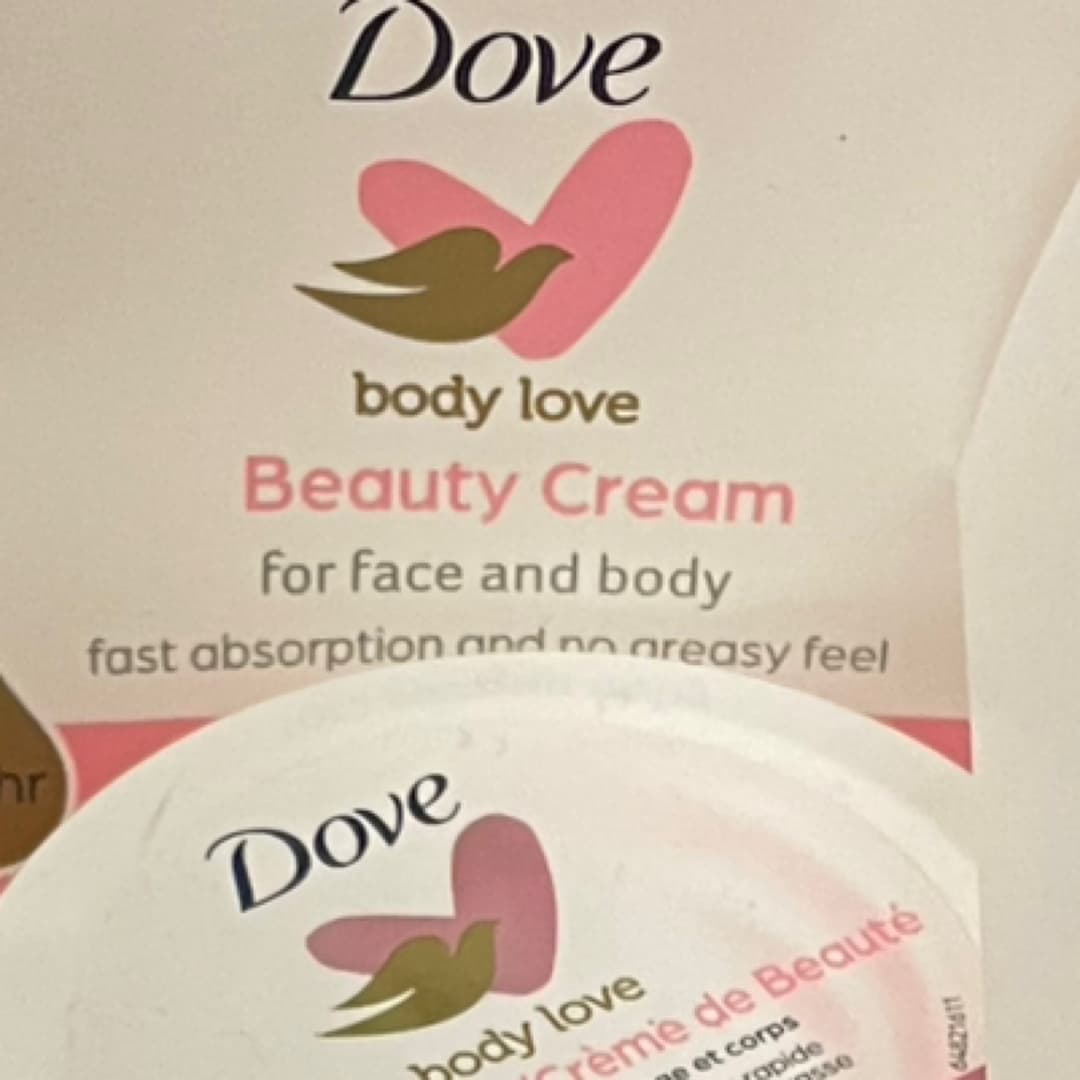 Dove
body love
Beauty Cream
for face and body
fast absorption and no greasy feel
hr
Dove
body love
Crème de Beauté
et corps
rapide
64821611